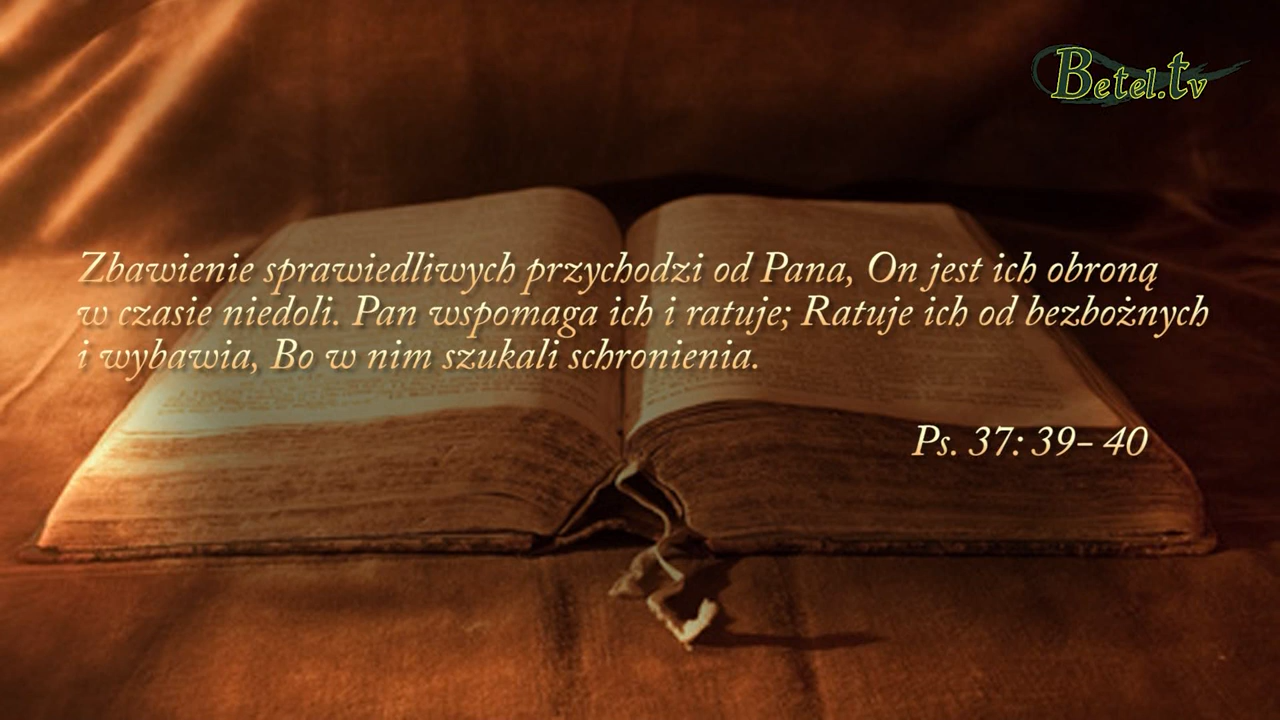 Betel.tv
Zbawienie sprawiedliwych przychodzi od Pana, On jest ich obroną
w czasie niedoli. Pan wspomaga ich i ratuje; Ratuje ich od bezbożnych
i wybawia, Bo w nim szukali schronienia.
Ps. 37: 39- 40